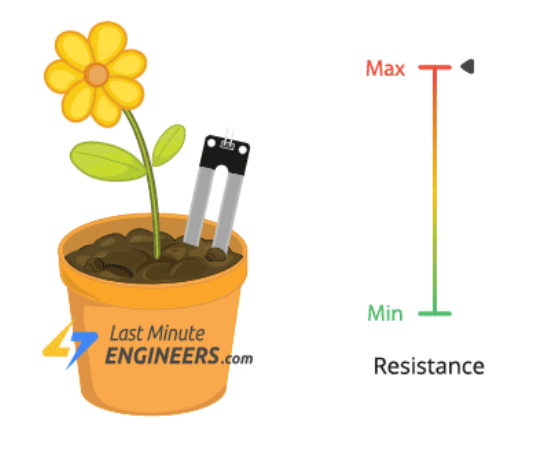 Max
Min
Resistance
Last Minute
ENGINEERS.com